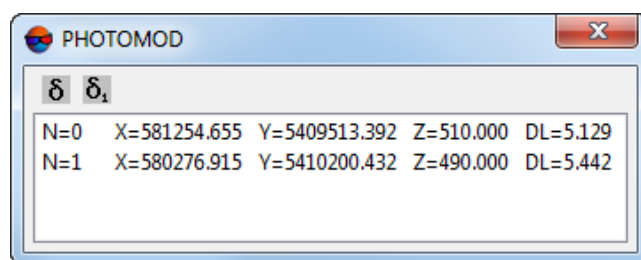 PHOTOMOD
δ δ₁
N=0 X=581254.655 Y=5409513.392 Z=510.000 DL=5.129
N=1 X=580276.915 Y=5410200.432 Z=490.000 DL=5.442